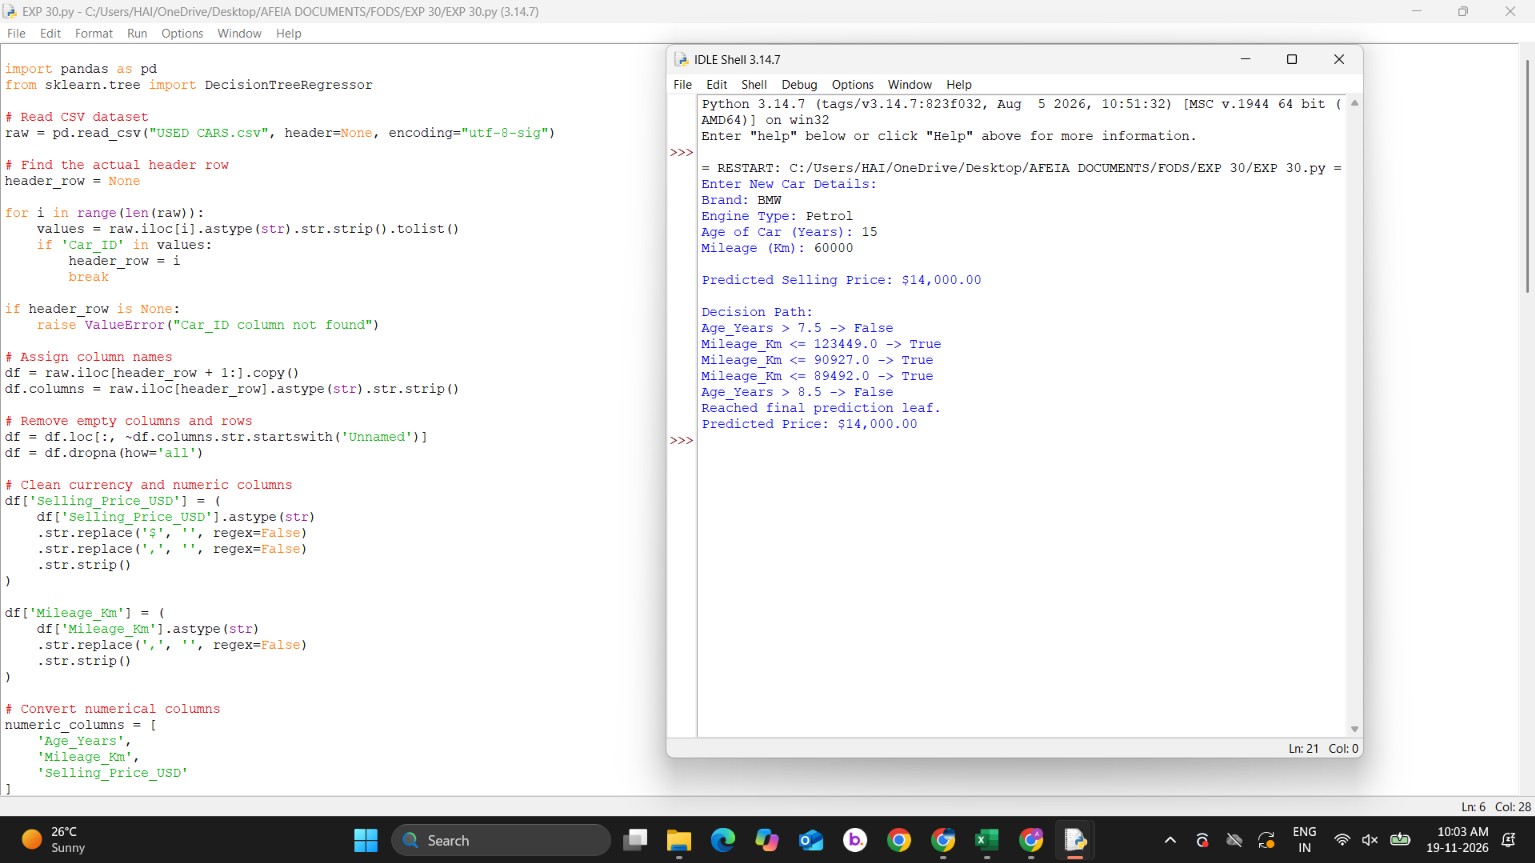 EXP 30.py - C:/Users/HAI/OneDrive/Desktop/AFEIA DOCUMENTS/FODS/EXP 30/EXP 30.py (3.14.7)
File Edit Format Run Options Window Help
import pandas as pd
from sklearn.tree import DecisionTreeRegressor
# Read CSV dataset
raw = pd.read_csv("USED CARS.csv", header=None, encoding="utf-8-sig")
# Find the actual header row
header_row = None
for i in range(len(raw)):
    values = raw.iloc[i].astype(str).str.strip().tolist()
    if 'Car_ID' in values:
        header_row = i
        break
if header_row is None:
    raise ValueError("Car_ID column not found")
# Assign column names
df = raw.iloc[header_row + 1:].copy()
df.columns = raw.iloc[header_row].astype(str).str.strip()
# Remove empty columns and rows
df = df.loc[:, ~df.columns.str.startswith('Unnamed')]
df = df.dropna(how='all')
# Clean currency and numeric columns
df['Selling_Price_USD'] = (
    df['Selling_Price_USD'].astype(str)
    .str.replace('$', '', regex=False)
    .str.replace(',', '', regex=False)
    .str.strip()
)
df['Mileage_Km'] = (
    df['Mileage_Km'].astype(str)
    .str.replace(',', '', regex=False)
    .str.strip()
)
# Convert numerical columns
numeric_columns = [
    'Age_Years',
    'Mileage_Km',
    'Selling_Price_USD'
]
Ln: 6 Col: 28
IDLE Shell 3.14.7
File Edit Shell Debug Options Window Help
Python 3.14.7 (tags/v3.14.7:823f032, Aug  5 2026, 10:51:32) [MSC v.1944 64 bit (
AMD64)] on win32
Enter "help" below or click "Help" above for more information.
>>>
= RESTART: C:/Users/HAI/OneDrive/Desktop/AFEIA DOCUMENTS/FODS/EXP 30/EXP 30.py =
Enter New Car Details:
Brand: BMW
Engine Type: Petrol
Age of Car (Years): 15
Mileage (Km): 60000
Predicted Selling Price: $14,000.00
Decision Path:
Age_Years > 7.5 -> False
Mileage_Km <= 123449.0 -> True
Mileage_Km <= 90927.0 -> True
Mileage_Km <= 89492.0 -> True
Age_Years > 8.5 -> False
Reached final prediction leaf.
Predicted Price: $14,000.00
>>>
Ln: 21 Col: 0
26°C
Sunny
Search
b.
ENG
IN
10:03 AM
19-11-2026